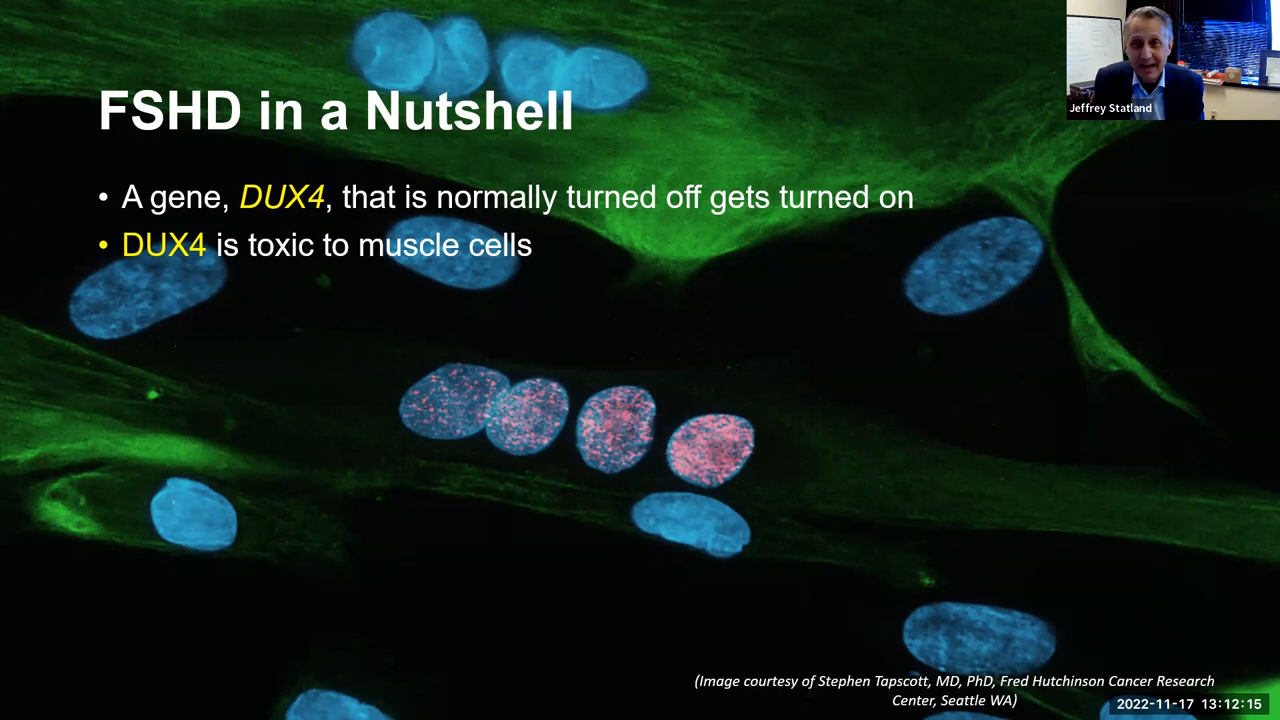 Jeffrey Statland
FSHD in a Nutshell
• A gene, DUX4, that is normally turned off gets turned on
• DUX4 is toxic to muscle cells
(Image courtesy of Stephen Tapscott, MD, PhD, Fred Hutchinson Cancer Research
Center, Seattle WA)
2022-11-17 13:12:15